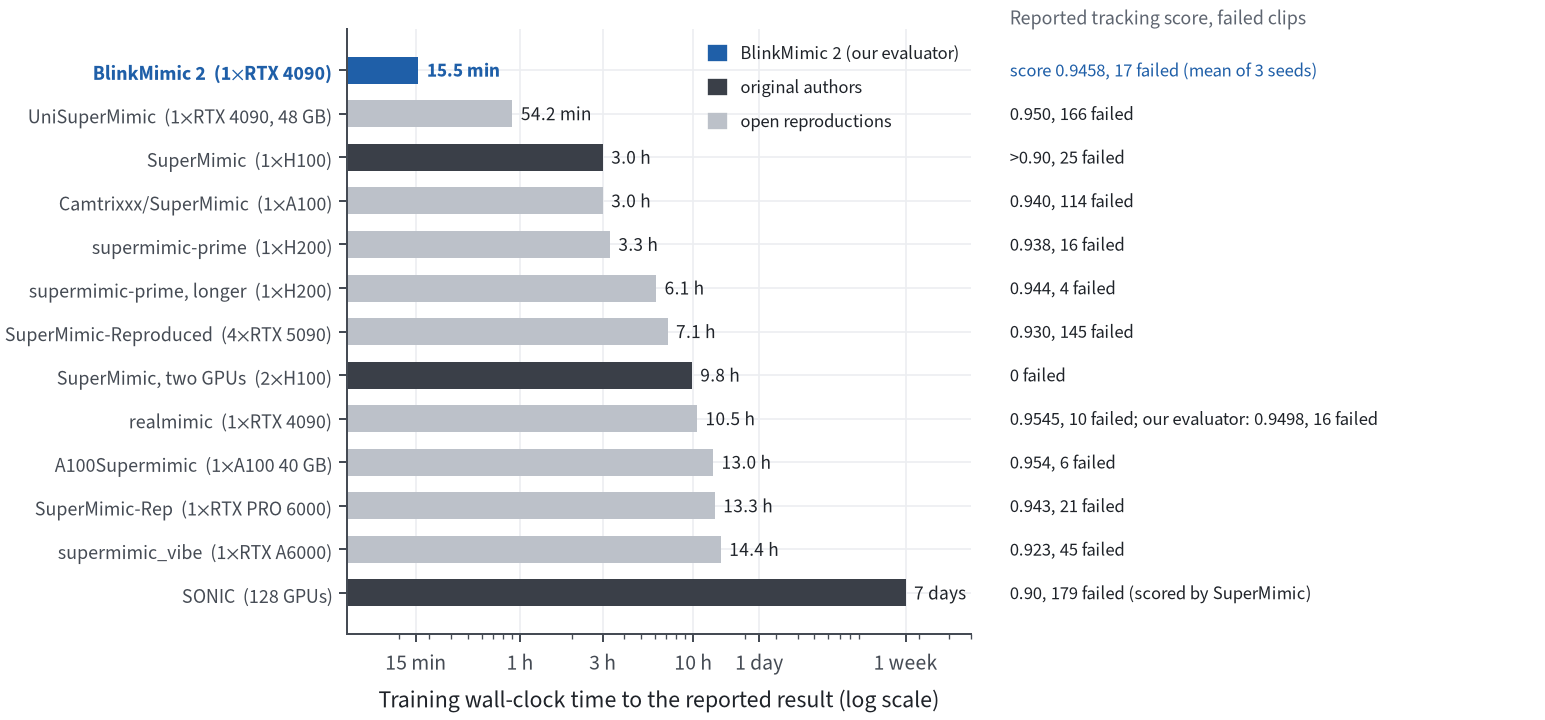 Reported tracking score, failed clips
BlinkMimic 2 (our evaluator)
original authors
open reproductions
BlinkMimic 2 (1×RTX 4090) 15.5 min score 0.9458, 17 failed (mean of 3 seeds)
UniSuperMimic (1×RTX 4090, 48 GB) 54.2 min 0.950, 166 failed
SuperMimic (1×H100) 3.0 h >0.90, 25 failed
Camtrixxx/SuperMimic (1×A100) 3.0 h 0.940, 114 failed
supermimic-prime (1×H200) 3.3 h 0.938, 16 failed
supermimic-prime, longer (1×H200) 6.1 h 0.944, 4 failed
SuperMimic-Reproduced (4×RTX 5090) 7.1 h 0.930, 145 failed
SuperMimic, two GPUs (2×H100) 9.8 h 0 failed
realmimic (1×RTX 4090) 10.5 h 0.9545, 10 failed; our evaluator: 0.9498, 16 failed
A100Supermimic (1×A100 40 GB) 13.0 h 0.954, 6 failed
SuperMimic-Rep (1×RTX PRO 6000) 13.3 h 0.943, 21 failed
supermimic_vibe (1×RTX A6000) 14.4 h 0.923, 45 failed
SONIC (128 GPUs) 7 days 0.90, 179 failed (scored by SuperMimic)
15 min 1 h 3 h 10 h 1 day 1 week
Training wall-clock time to the reported result (log scale)